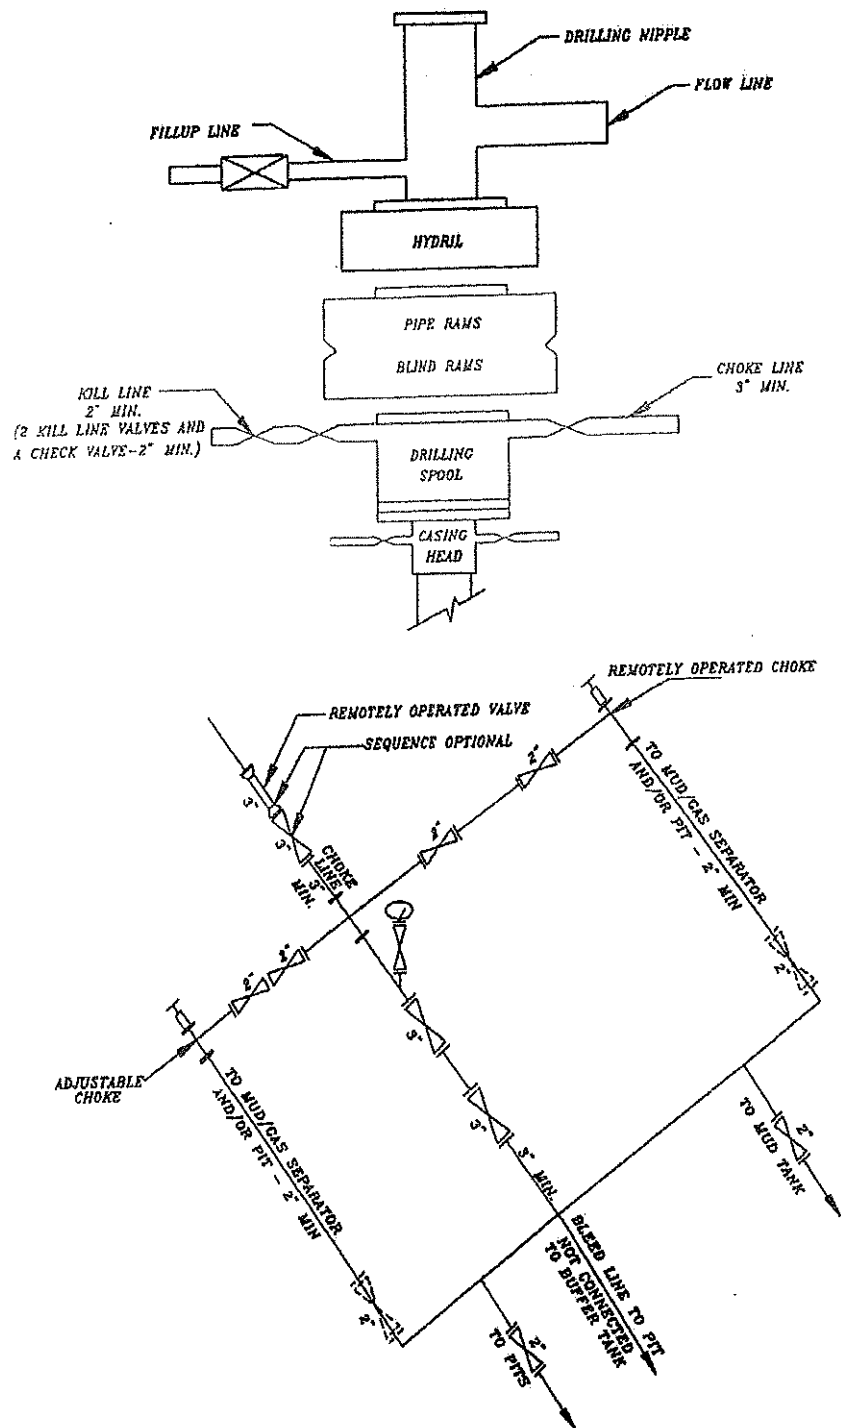 DRILLING NIPPLE
FLOW LINE
FILLUP LINE
HYDRIL
PIPE RAMS
BLIND RAMS
KILL LINE
2" MIN.
(2 KILL LINE VALVES AND
A CHECK VALVE-2" MIN.)
CHOKE LINE
3" MIN.
DRILLING
SPOOL
CASING
HEAD
REMOTELY OPERATED CHOKE
REMOTELY OPERATED VALVE
SEQUENCE OPTIONAL
3"
3"
CHOKE
LINE
3"
MIN.
2"
2"
TO MUD/GAS SEPARATOR
AND/OR PIT - 2" MIN
2"
2"
2"
ADJUSTABLE
CHOKE
TO MUD/GAS SEPARATOR
AND/OR PIT - 2" MIN
2"
3"
3"
3" MIN.
2"
TO MUD TANK
BLEED LINE TO PIT
NOT CONNECTED
TO BUFFER TANK
2"
TO PITS